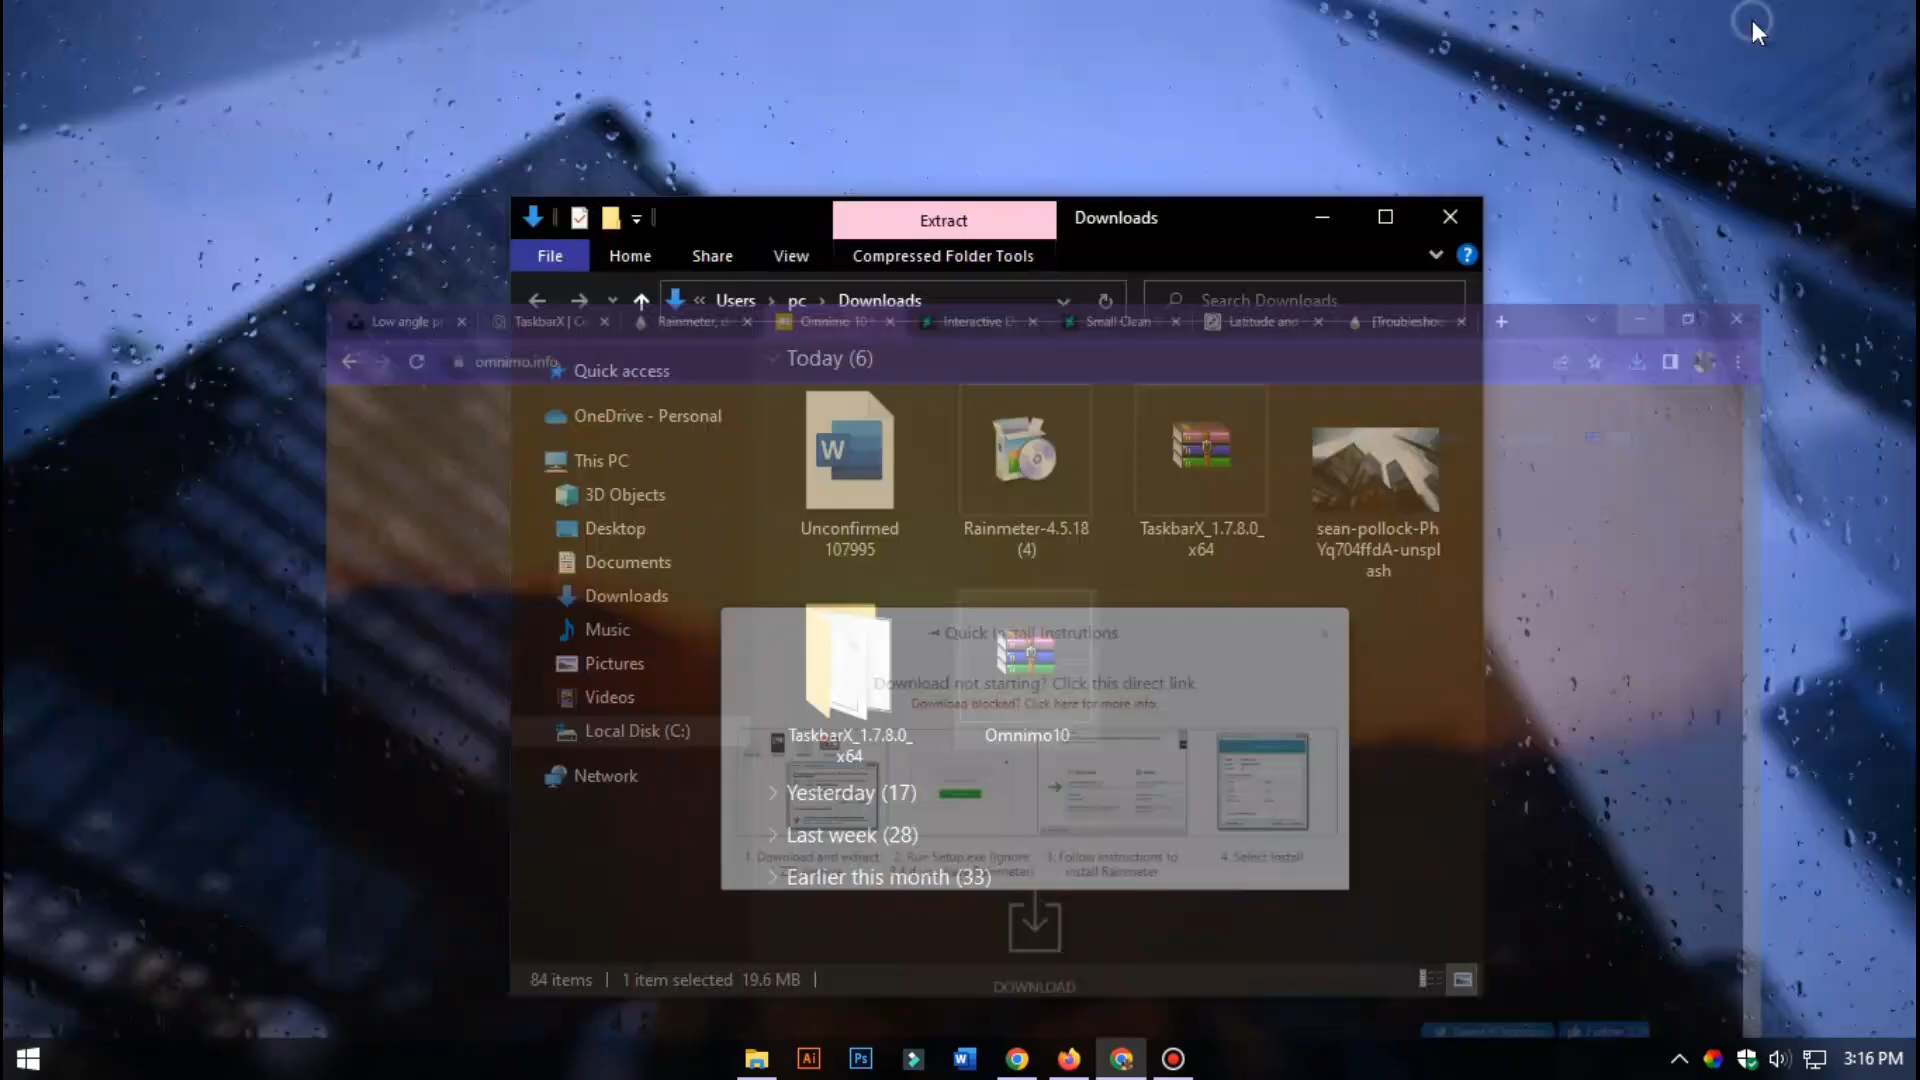 Extract
Downloads
File
Home
Share
View
Compressed Folder Tools
« Users > pc > Downloads
Search Downloads
Low angle
TaskbarX
Rainmeter,
Omnimo 10
Interactive D
Small Clean
Latitude and
[Troublesho
omnimo.info
Quick access
OneDrive - Personal
This PC
3D Objects
Desktop
Documents
Downloads
Music
Pictures
Videos
Local Disk (C:)
Network
Today (6)
Unconfirmed
107995
Rainmeter-4.5.18
(4)
TaskbarX_1.7.8.0_
x64
sean-pollock-Ph
Yq704ffdA-unspl
ash
Quick Install Instrutions
Download not starting? Click this direct link
Download blocked? Click here for more info.
TaskbarX_1.7.8.0_
x64
Omnimo10
Yesterday (17)
Last week (28)
Earlier this month (33)
1. Download and extract
2. Run Setup.exe (ignore
3. Follow instructions to
install Rainmeter
4. Select Install
84 items
1 item selected 19.6 MB
DOWNLOAD
Ai
Ps
3:16 PM